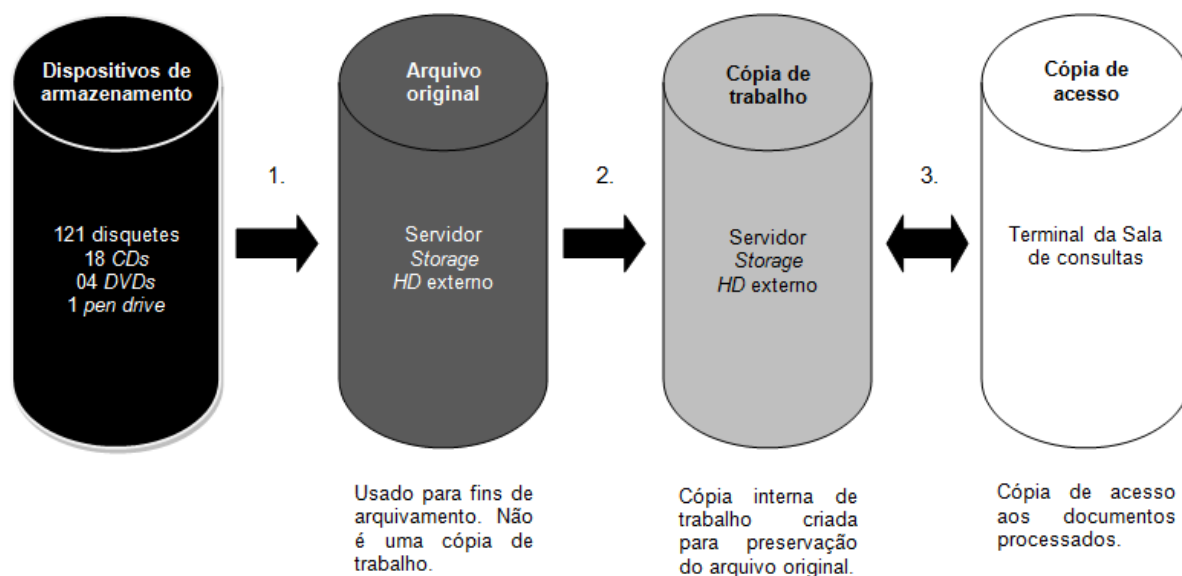 Dispositivos de
armazenamento
121 disquetes
18 CDs
04 DVDs
1 pen drive
1.
Arquivo
original
Servidor
Storage
HD externo
Usado para fins de
arquivamento. Não
é uma cópia de
trabalho.
2.
Cópia de
trabalho
Servidor
Storage
HD externo
Cópia interna de
trabalho criada
para preservação
do arquivo original.
3.
Cópia de
acesso
Terminal da Sala
de consultas
Cópia de acesso
aos documentos
processados.